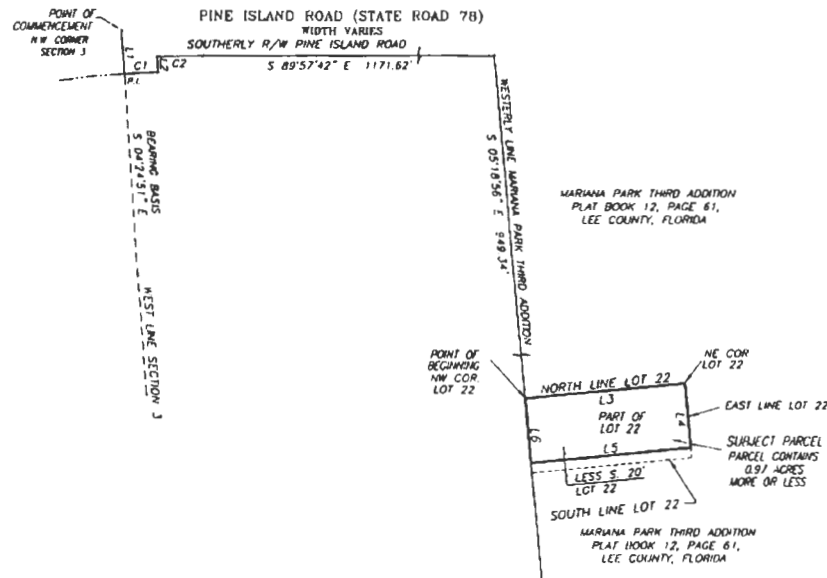 POINT OF
COMMENCEMENT
NW CORNER
SECTION 3
PINE ISLAND ROAD (STATE ROAD 78)
WIDTH VARIES
SOUTHERLY R/W PINE ISLAND ROAD
L1
C1
L2
C2
P.I.
S 89'57'42" E 1171.62'
BEARING BASIS
S 04'24'51" E
WEST LINE SECTION 3
WESTERLY LINE MARIANA PARK THIRD ADDITION
S 05'18'56" E 949.34'
MARIANA PARK THIRD ADDITION
PLAT BOOK 12, PAGE 61,
LEE COUNTY, FLORIDA
POINT OF
BEGINNING
NW COR.
LOT 22
NE COR
LOT 22
NORTH LINE LOT 22
L3
PART OF
LOT 22
L4
EAST LINE LOT 22
L6
L5
SUBJECT PARCEL
PARCEL CONTAINS
0.97 ACRES
MORE OR LESS
LESS S. 20'
LOT 22
SOUTH LINE LOT 22
MARIANA PARK THIRD ADDITION
PLAT BOOK 12, PAGE 61,
LEE COUNTY, FLORIDA